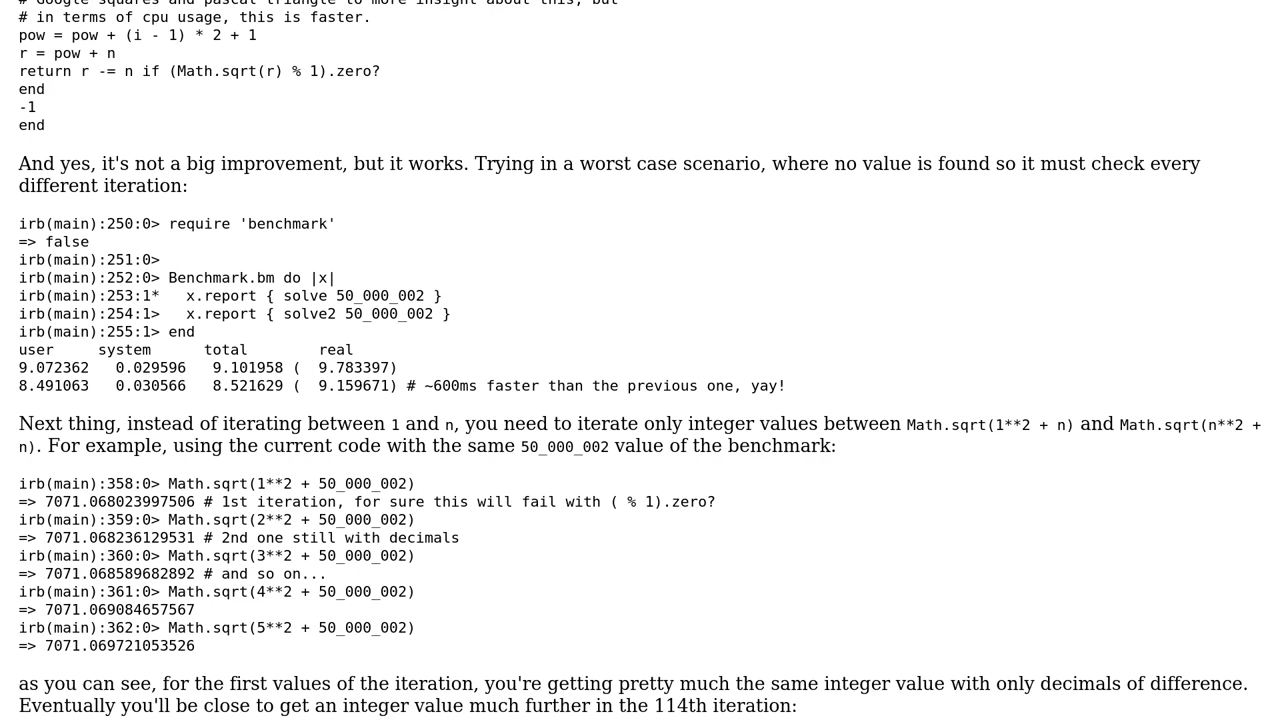 # Google squares and pascal triangle to more insight about this, but
# in terms of cpu usage, this is faster.
pow = pow + (i - 1) * 2 + 1
r = pow + n
return r -= n if (Math.sqrt(r) % 1).zero?
end
-1
end
And yes, it's not a big improvement, but it works. Trying in a worst case scenario, where no value is found so it must check every
different iteration:
irb(main):250:0> require 'benchmark'
=> false
irb(main):251:0>
irb(main):252:0> Benchmark.bm do |x|
irb(main):253:1*   x.report { solve 50_000_002 }
irb(main):254:1>   x.report { solve2 50_000_002 }
irb(main):255:1> end
user     system      total        real
9.072362   0.029596   9.101958 (  9.783397)
8.491063   0.030566   8.521629 (  9.159671) # ~600ms faster than the previous one, yay!
Next thing, instead of iterating between 1 and n, you need to iterate only integer values between Math.sqrt(1**2 + n) and Math.sqrt(n**2 +
n). For example, using the current code with the same 50_000_002 value of the benchmark:
irb(main):358:0> Math.sqrt(1**2 + 50_000_002)
=> 7071.068023997506 # 1st iteration, for sure this will fail with ( % 1).zero?
irb(main):359:0> Math.sqrt(2**2 + 50_000_002)
=> 7071.068236129531 # 2nd one still with decimals
irb(main):360:0> Math.sqrt(3**2 + 50_000_002)
=> 7071.068589682892 # and so on...
irb(main):361:0> Math.sqrt(4**2 + 50_000_002)
=> 7071.069084657567
irb(main):362:0> Math.sqrt(5**2 + 50_000_002)
=> 7071.069721053526
as you can see, for the first values of the iteration, you're getting pretty much the same integer value with only decimals of difference.
Eventually you'll be close to get an integer value much further in the 114th iteration: